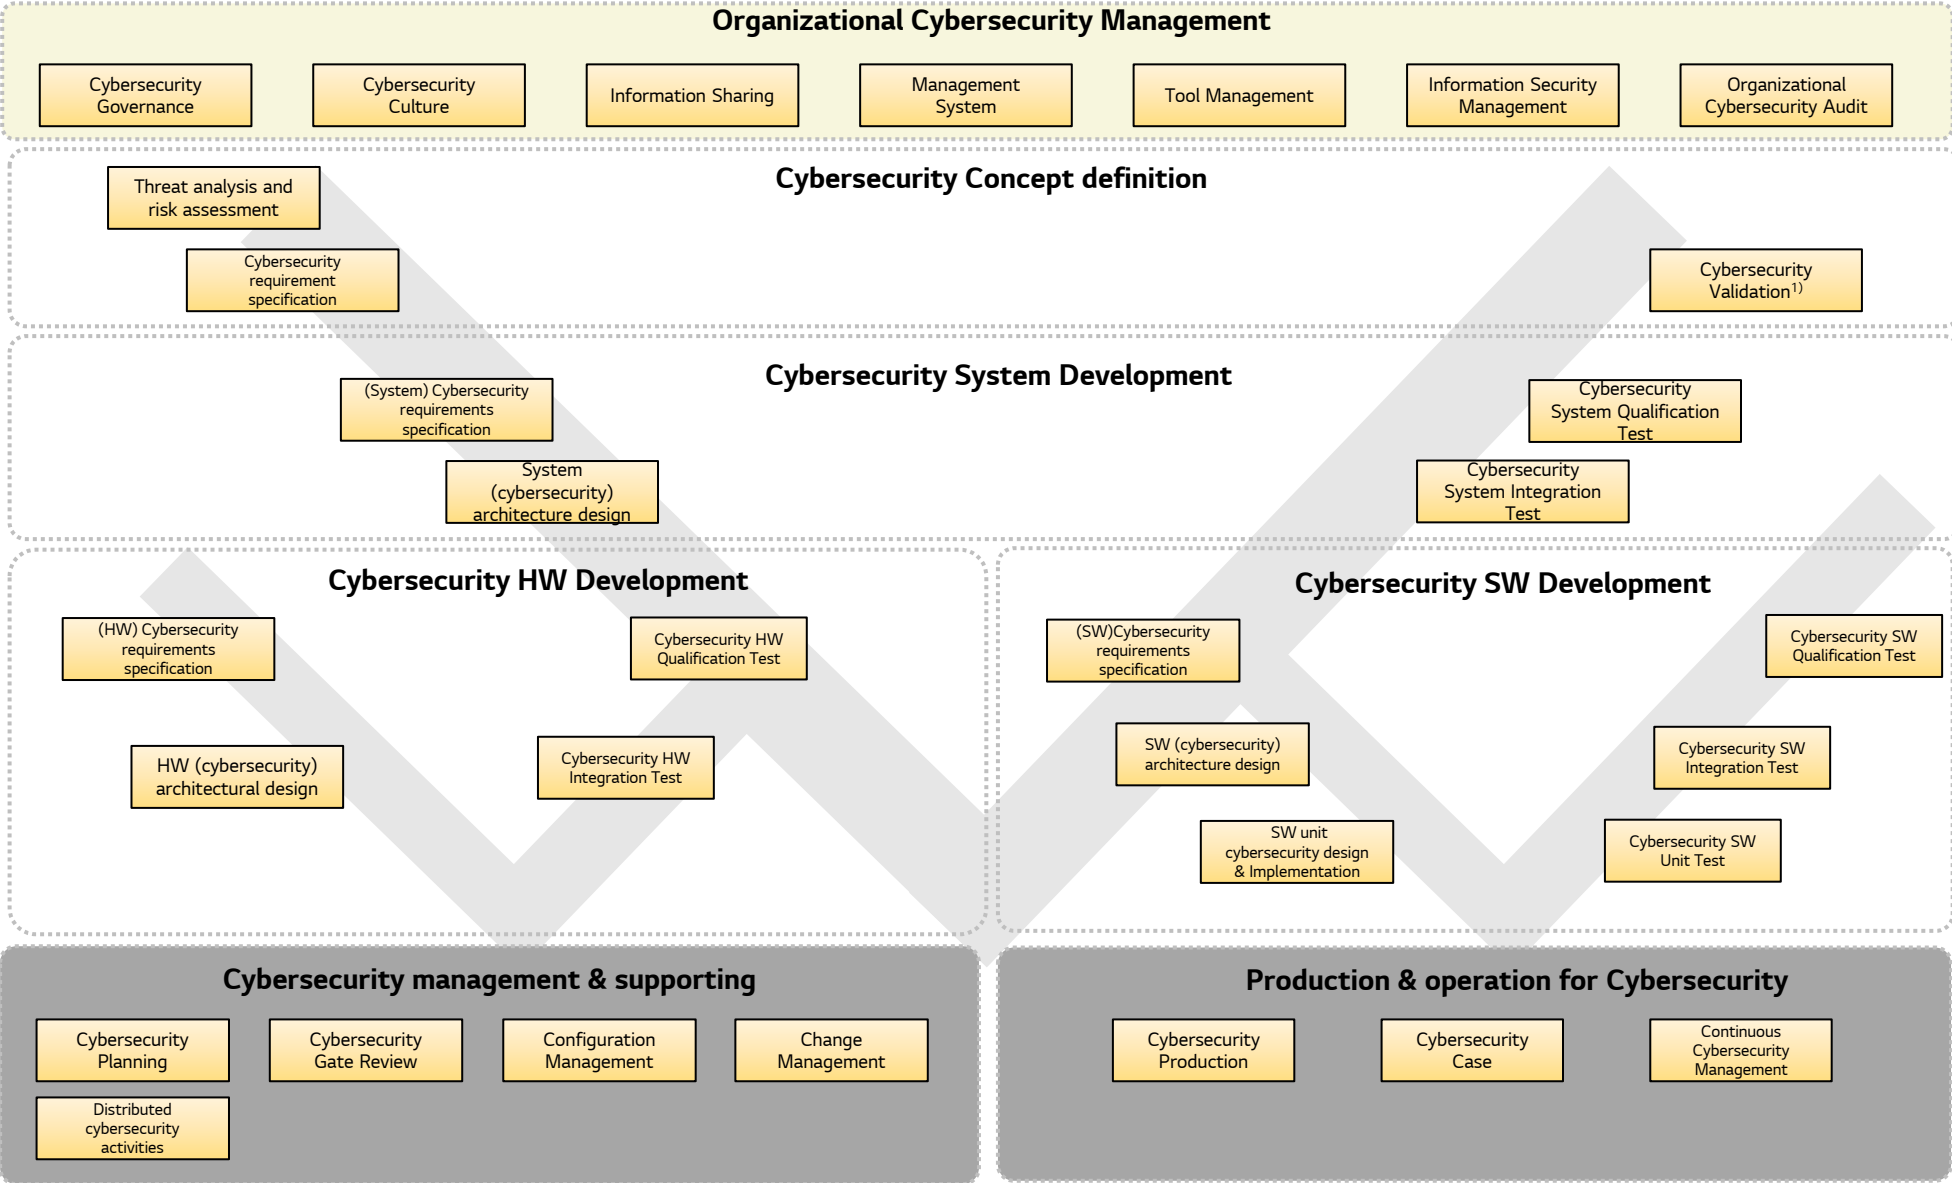 Organizational Cybersecurity Management
Cybersecurity
Governance
Cybersecurity
Culture
Information Sharing
Management
System
Tool Management
Information Security
Management
Organizational
Cybersecurity Audit
Cybersecurity Concept definition
Threat analysis and
risk assessment
Cybersecurity
requirement
specification
Cybersecurity
Validation1)
Cybersecurity System Development
(System) Cybersecurity
requirements
specification
System
(cybersecurity)
architecture design
Cybersecurity
System Qualification
Test
Cybersecurity
System Integration
Test
Cybersecurity HW Development
(HW) Cybersecurity
requirements
specification
Cybersecurity HW
Qualification Test
HW (cybersecurity)
architectural design
Cybersecurity HW
Integration Test
Cybersecurity SW Development
(SW)Cybersecurity
requirements
specification
Cybersecurity SW
Qualification Test
SW (cybersecurity)
architecture design
Cybersecurity SW
Integration Test
SW unit
cybersecurity design
& Implementation
Cybersecurity SW
Unit Test
Cybersecurity management & supporting
Cybersecurity
Planning
Cybersecurity
Gate Review
Configuration
Management
Change
Management
Distributed
cybersecurity
activities
Production & operation for Cybersecurity
Cybersecurity
Production
Cybersecurity
Case
Continuous
Cybersecurity
Management